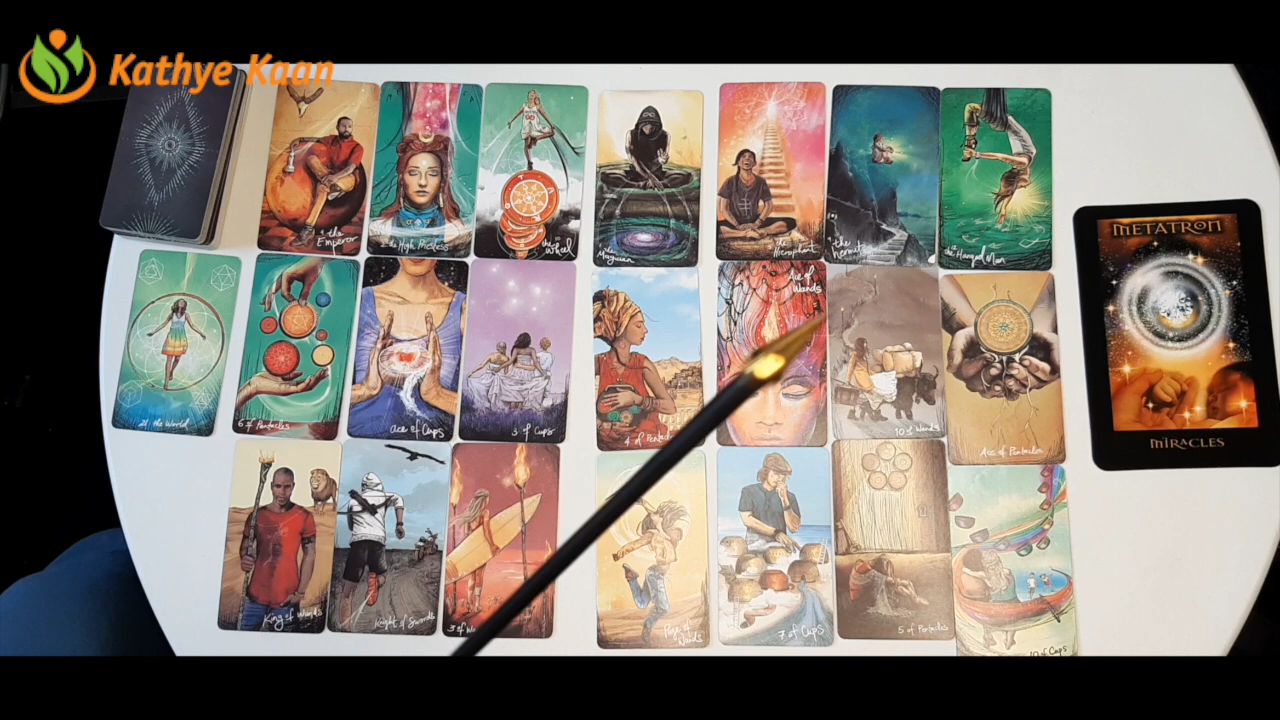 Kathye Kaan
4 the
Emperor
2 the High Priestess
the
Wheel
the
Magician
the
Hierophant
the
hermit
the Hanged Man
METATRON
MIRACLES
21 the World
6 of Pentacles
ace of Cups
3 of Cups
4 of Pentac
Ace of
Wands
10 of Wands
Ace of Pentacles
King of Wands
Knight of Swords
3 of W
Page of
Wands
7 of Cups
5 of Pentacles
10 of Cups